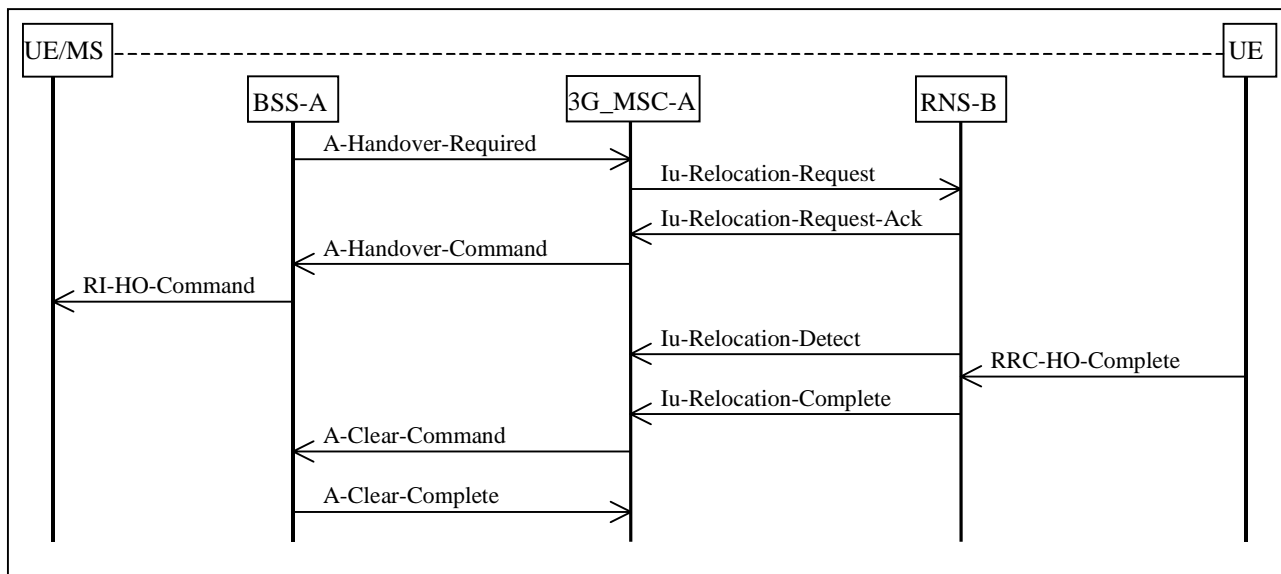 UE/MS
UE
BSS-A
3G_MSC-A
RNS-B
A-Handover-Required
Iu-Relocation-Request
Iu-Relocation-Request-Ack
A-Handover-Command
RI-HO-Command
Iu-Relocation-Detect
RRC-HO-Complete
Iu-Relocation-Complete
A-Clear-Command
A-Clear-Complete